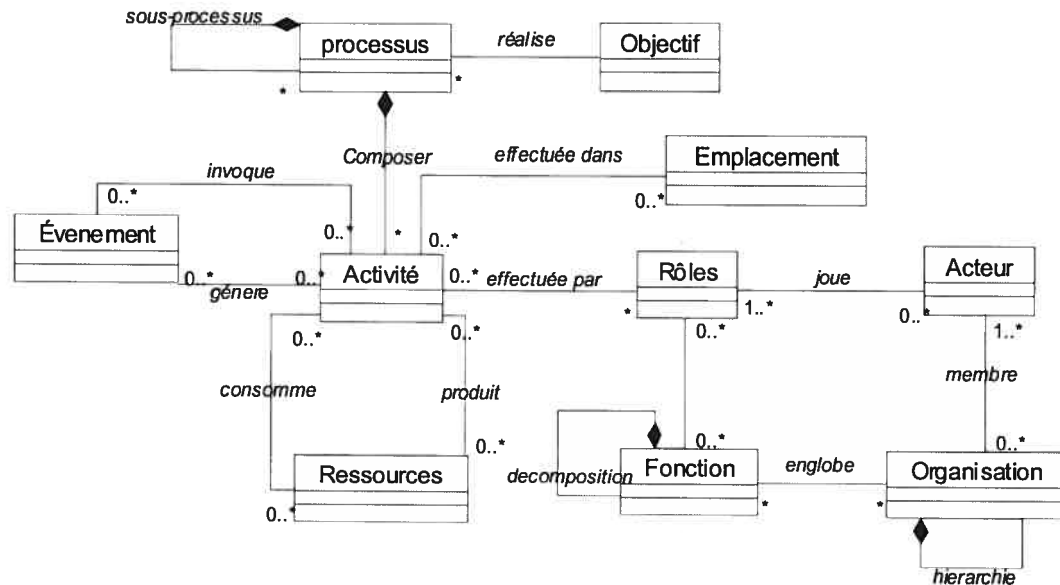 sous-processus
processus
réalise
Objectif
*
*
Composer
effectuée dans
Emplacement
invoque
0..*
0..*
Évenement
0..*
*
0..*
Activité
Rôles
Acteur
0..*
0..*
0..*
effectuée par
joue
génere
*
1..*
0..*
0..*
0..*
0..*
1..*
consomme
produit
membre
0..*
0..*
0..*
Ressources
decomposition
Fonction
englobe
Organisation
0..*
*
*
hierarchie